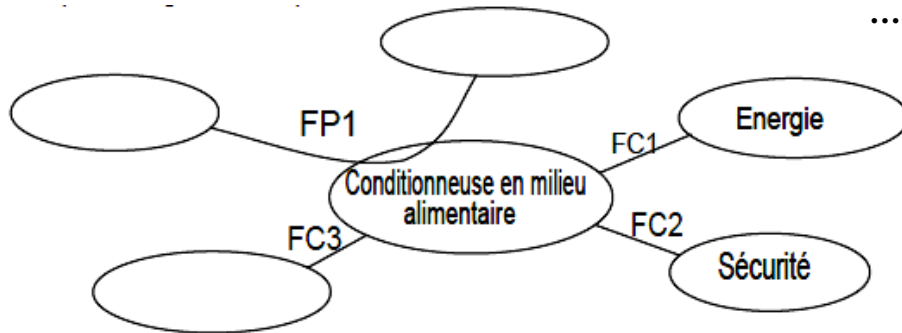 ...
FP1
FC1
Energie
Conditionneuse en milieu
alimentaire
FC3
FC2
Sécurité